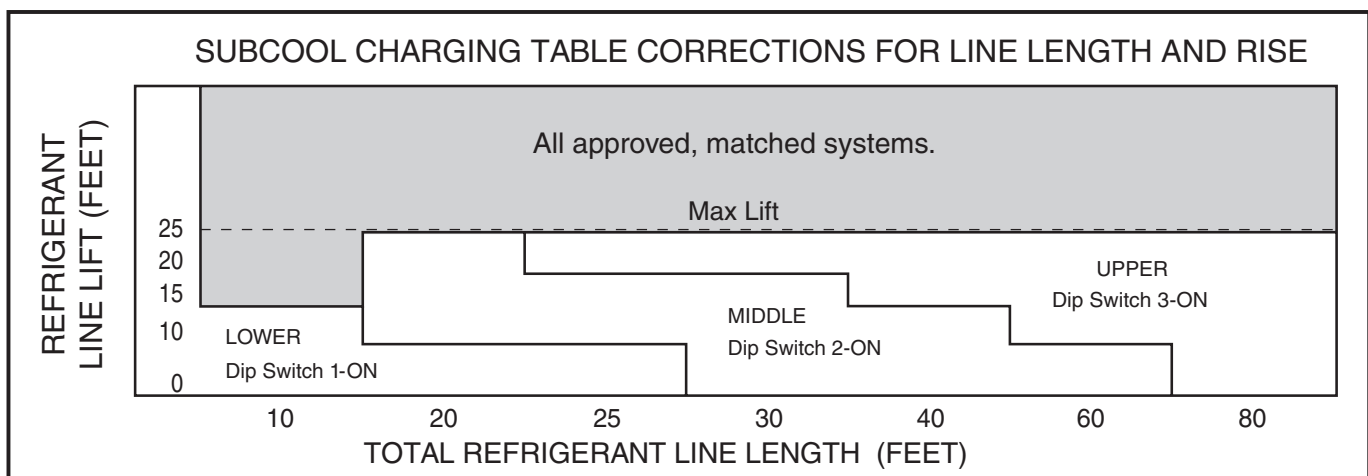 SUBCOOL CHARGING TABLE CORRECTIONS FOR LINE LENGTH AND RISE
REFRIGERANT
LINE LIFT (FEET)
All approved, matched systems.
Max Lift
25
20
15
10
0
UPPER
Dip Switch 3-ON
MIDDLE
Dip Switch 2-ON
LOWER
Dip Switch 1-ON
10 20 25 30 40 60 80
TOTAL REFRIGERANT LINE LENGTH (FEET)